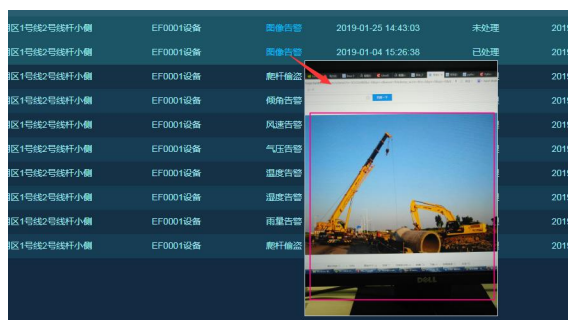 区1号线2号线杆小侧 EF0001设备 图像告警 2019-01-25 14:43:03 未处理 201
区1号线2号线杆小侧 EF0001设备 图像告警 2019-01-04 15:26:38 已处理 201
区1号线2号线杆小侧 EF0001设备 爬杆偷盗 201
区1号线2号线杆小侧 EF0001设备 倾角告警 201
区1号线2号线杆小侧 EF0001设备 风速告警 201
区1号线2号线杆小侧 EF0001设备 气压告警 201
区1号线2号线杆小侧 EF0001设备 温度告警 201
区1号线2号线杆小侧 EF0001设备 湿度告警 201
区1号线2号线杆小侧 EF0001设备 雨量告警 201
区1号线2号线杆小侧 EF0001设备 爬杆偷盗 201
DELL